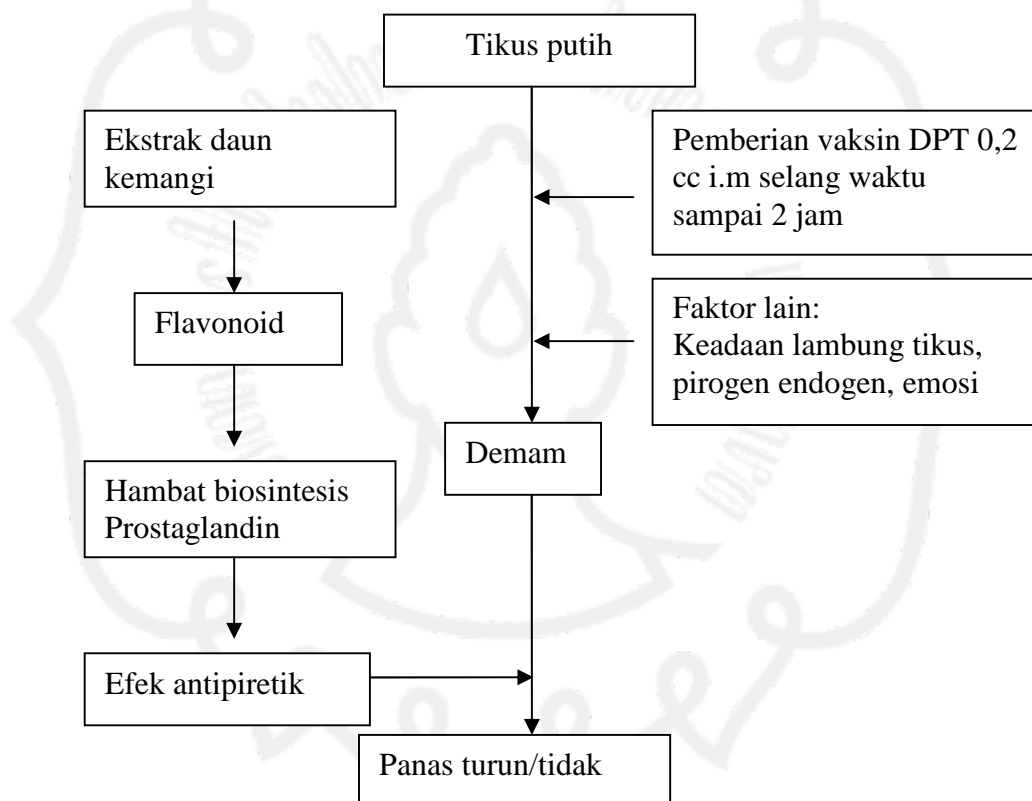 Tikus putih
Ekstrak daun
kemangi
Pemberian vaksin DPT 0,2
cc i.m selang waktu
sampai 2 jam
Flavonoid
Faktor lain:
Keadaan lambung tikus,
pirogen endogen, emosi
Demam
Hambat biosintesis
Prostaglandin
Efek antipiretik
Panas turun/tidak